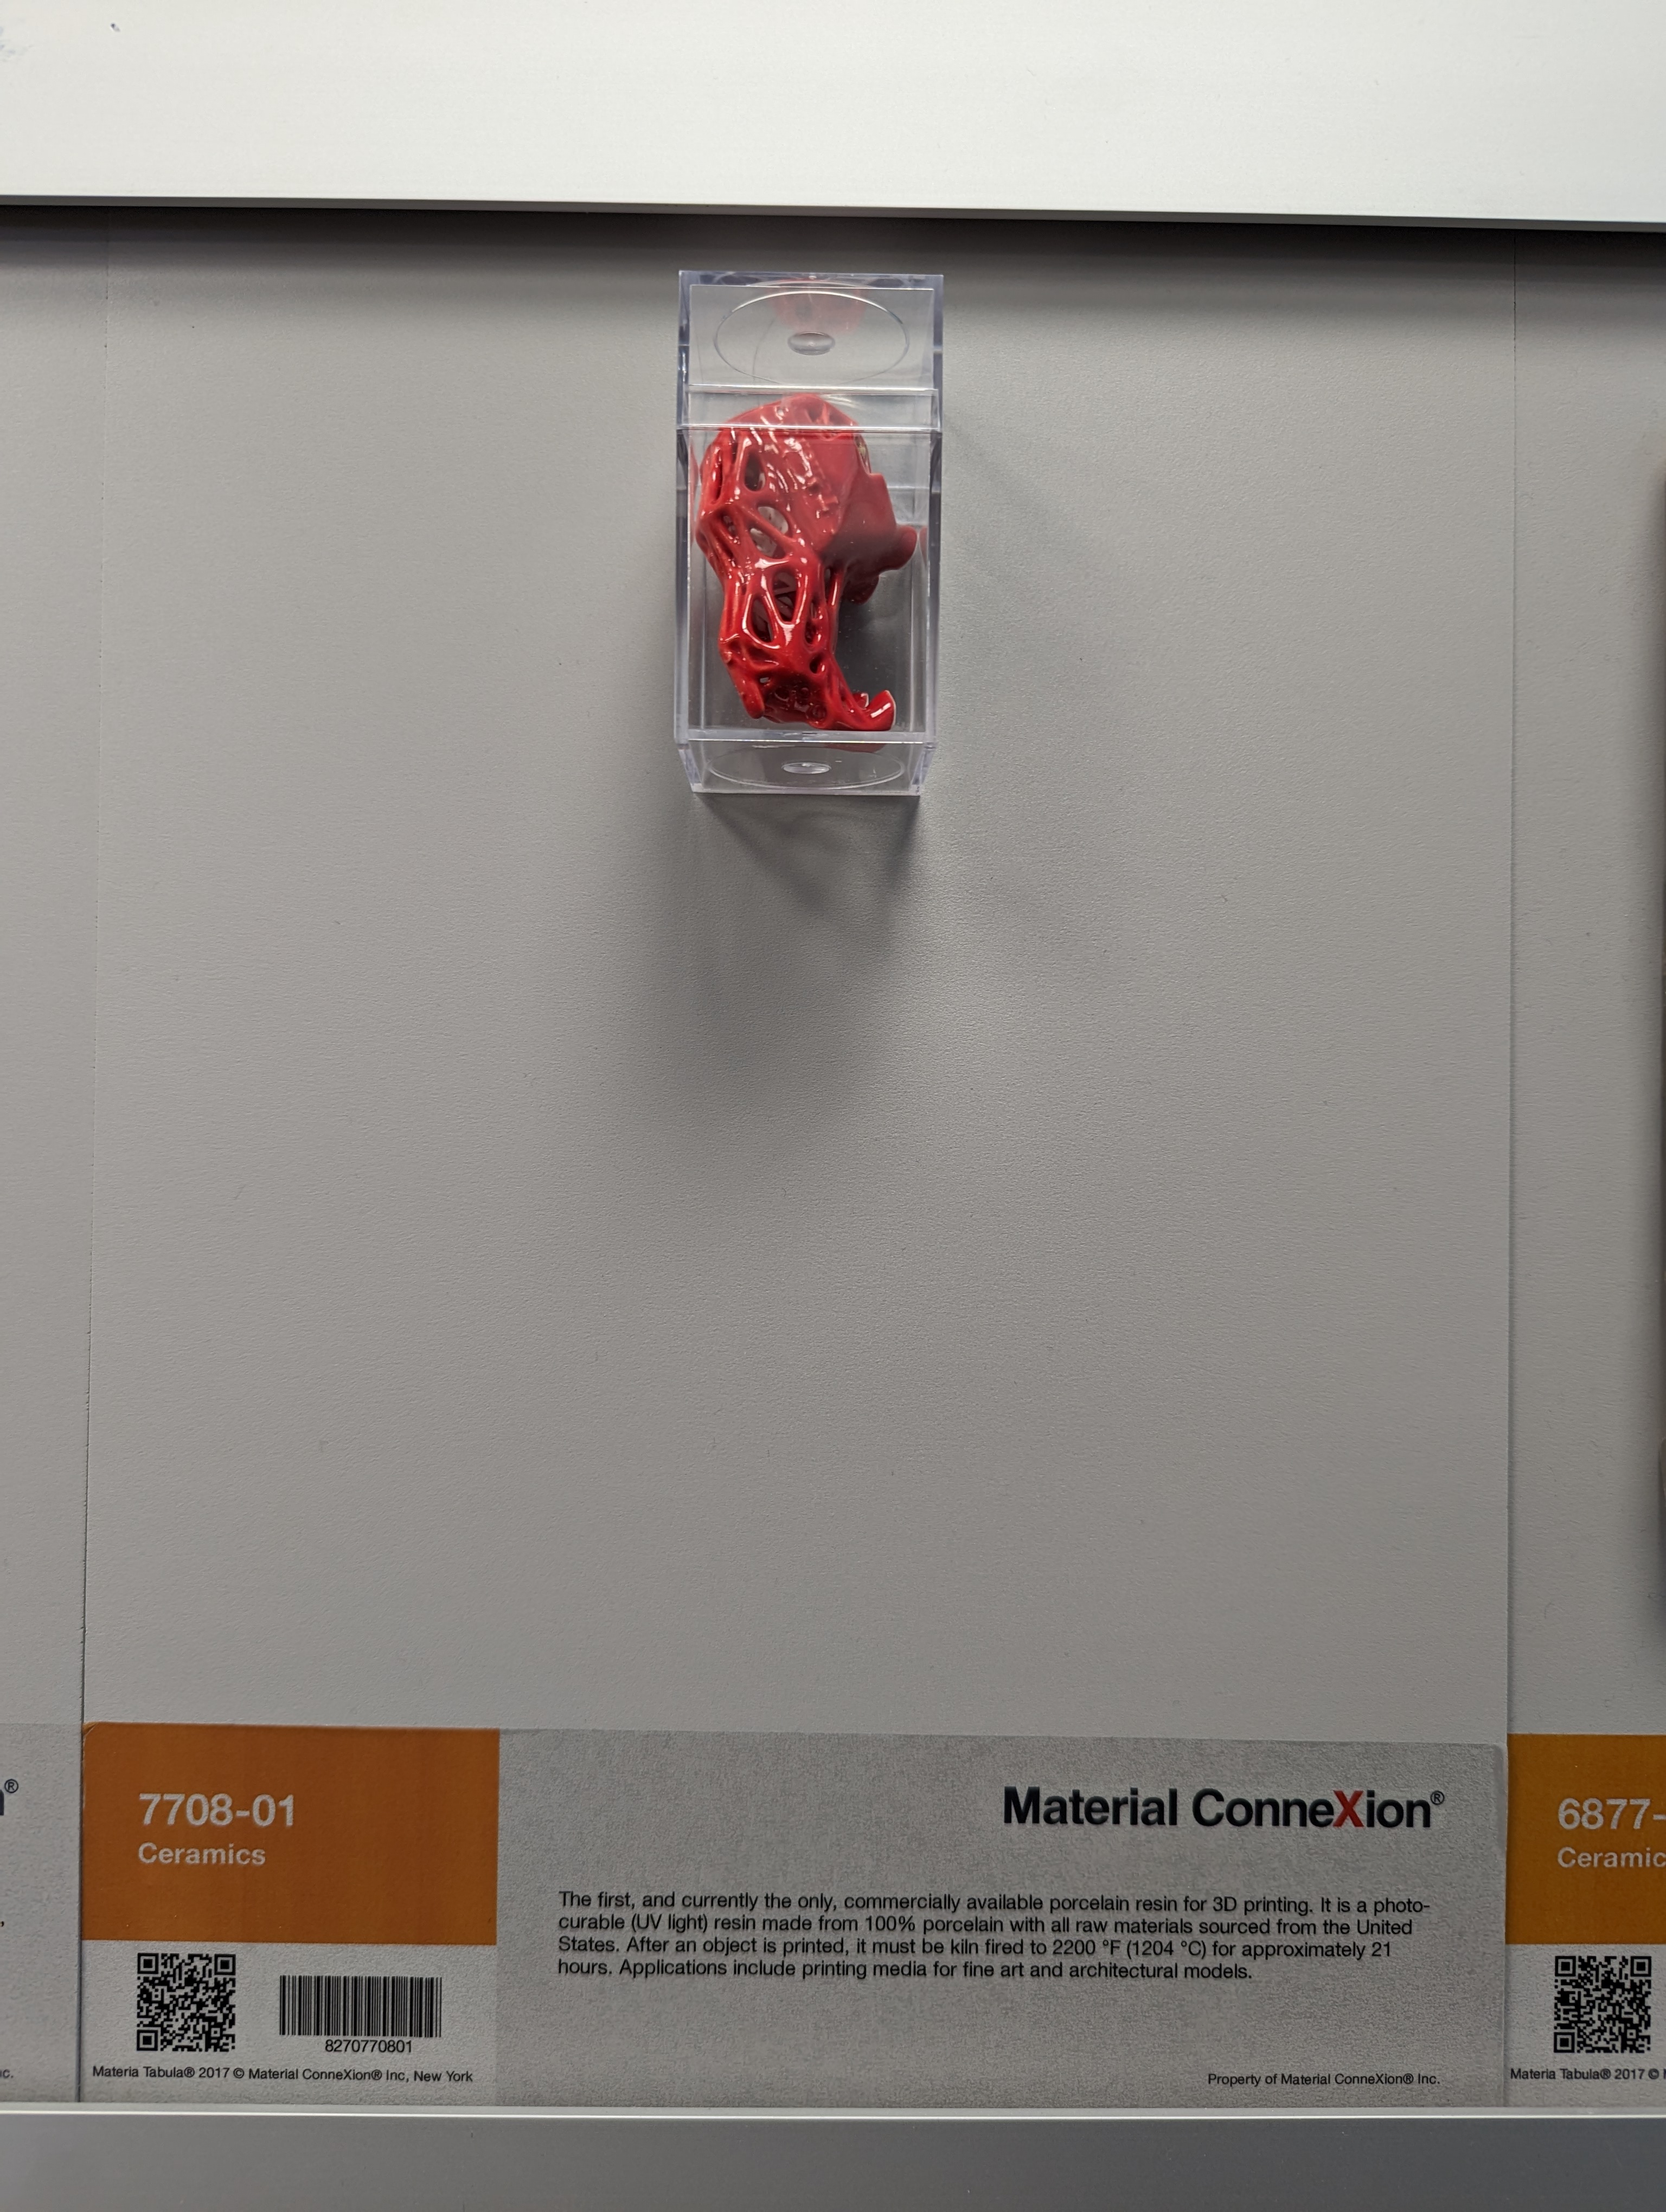 7708-01
Ceramics
Material ConneXion®
The first, and currently the only, commercially available porcelain resin for 3D printing. It is a photo-
curable (UV light) resin made from 100% porcelain with all raw materials sourced from the United
States. After an object is printed, it must be kiln fired to 2200 °F (1204 °C) for approximately 21
hours. Applications include printing media for fine art and architectural models.
8270770801
Materia Tabula® 2017 © Material ConneXion® Inc, New York
Property of Material ConneXion® Inc.
6877-
Ceramic
Materia Tabula® 2017 ©